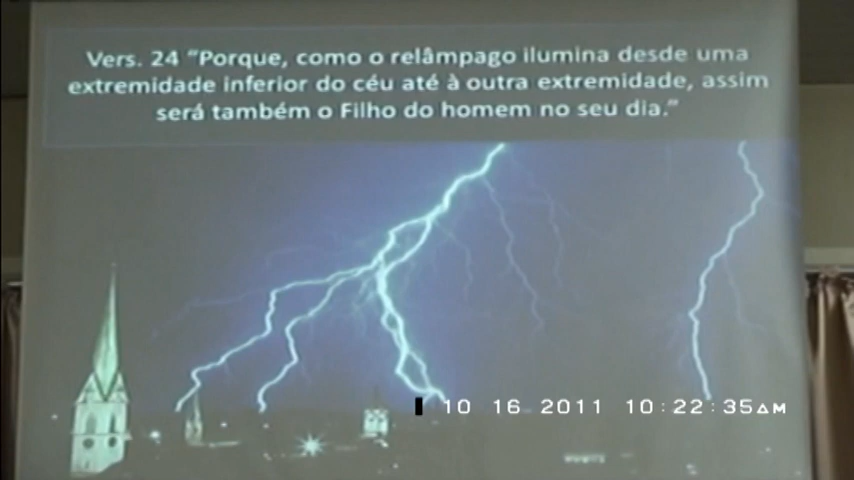 Vers. 24 “Porque, como o relâmpago ilumina desde uma
extremidade inferior do céu até à outra extremidade, assim
será também o Filho do homem no seu dia.”
10 16 2011 10:22:35AM